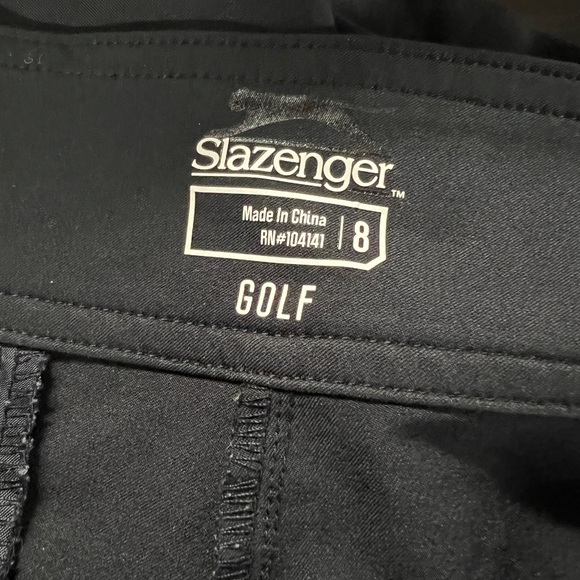 Slazenger™
Made In China
RN#104141
8
GOLF